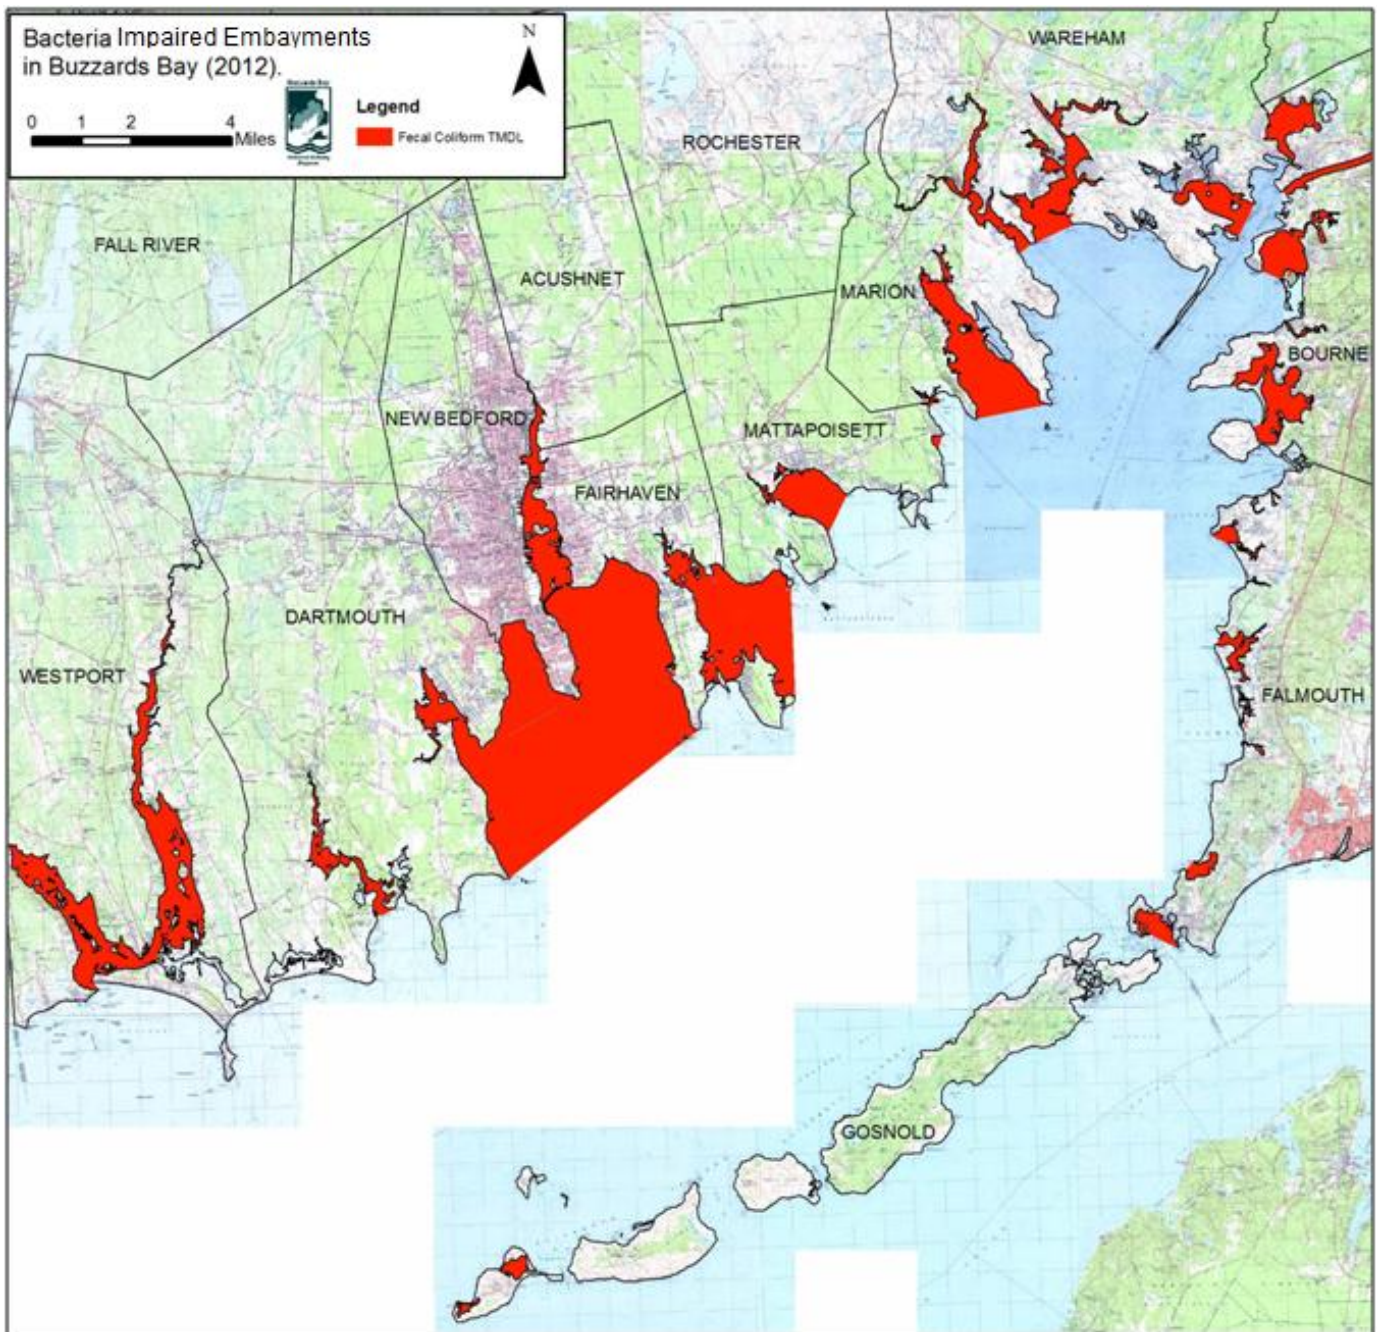 Bacteria Impaired Embayments
in Buzzards Bay (2012).
N
0 1 2 4
Miles
Legend
Fecal Coliform TMDL
WAREHAM
ROCHESTER
FALL RIVER
ACUSHNET
MARION
BOURNE
NEW BEDFORD
MATTAPOISETT
FAIRHAVEN
DARTMOUTH
WESTPORT
FALMOUTH
GOSNOLD